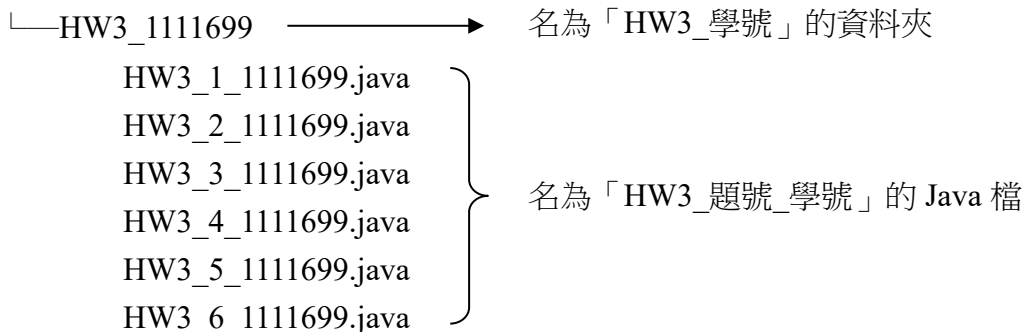 HW3_1111699 名為「HW3_學號」的資料夾
HW3_1_1111699.java
HW3_2_1111699.java
HW3_3_1111699.java
名為「HW3_題號_學號」的 Java 檔
HW3_4_1111699.java
HW3_5_1111699.java
HW3_6_1111699.java